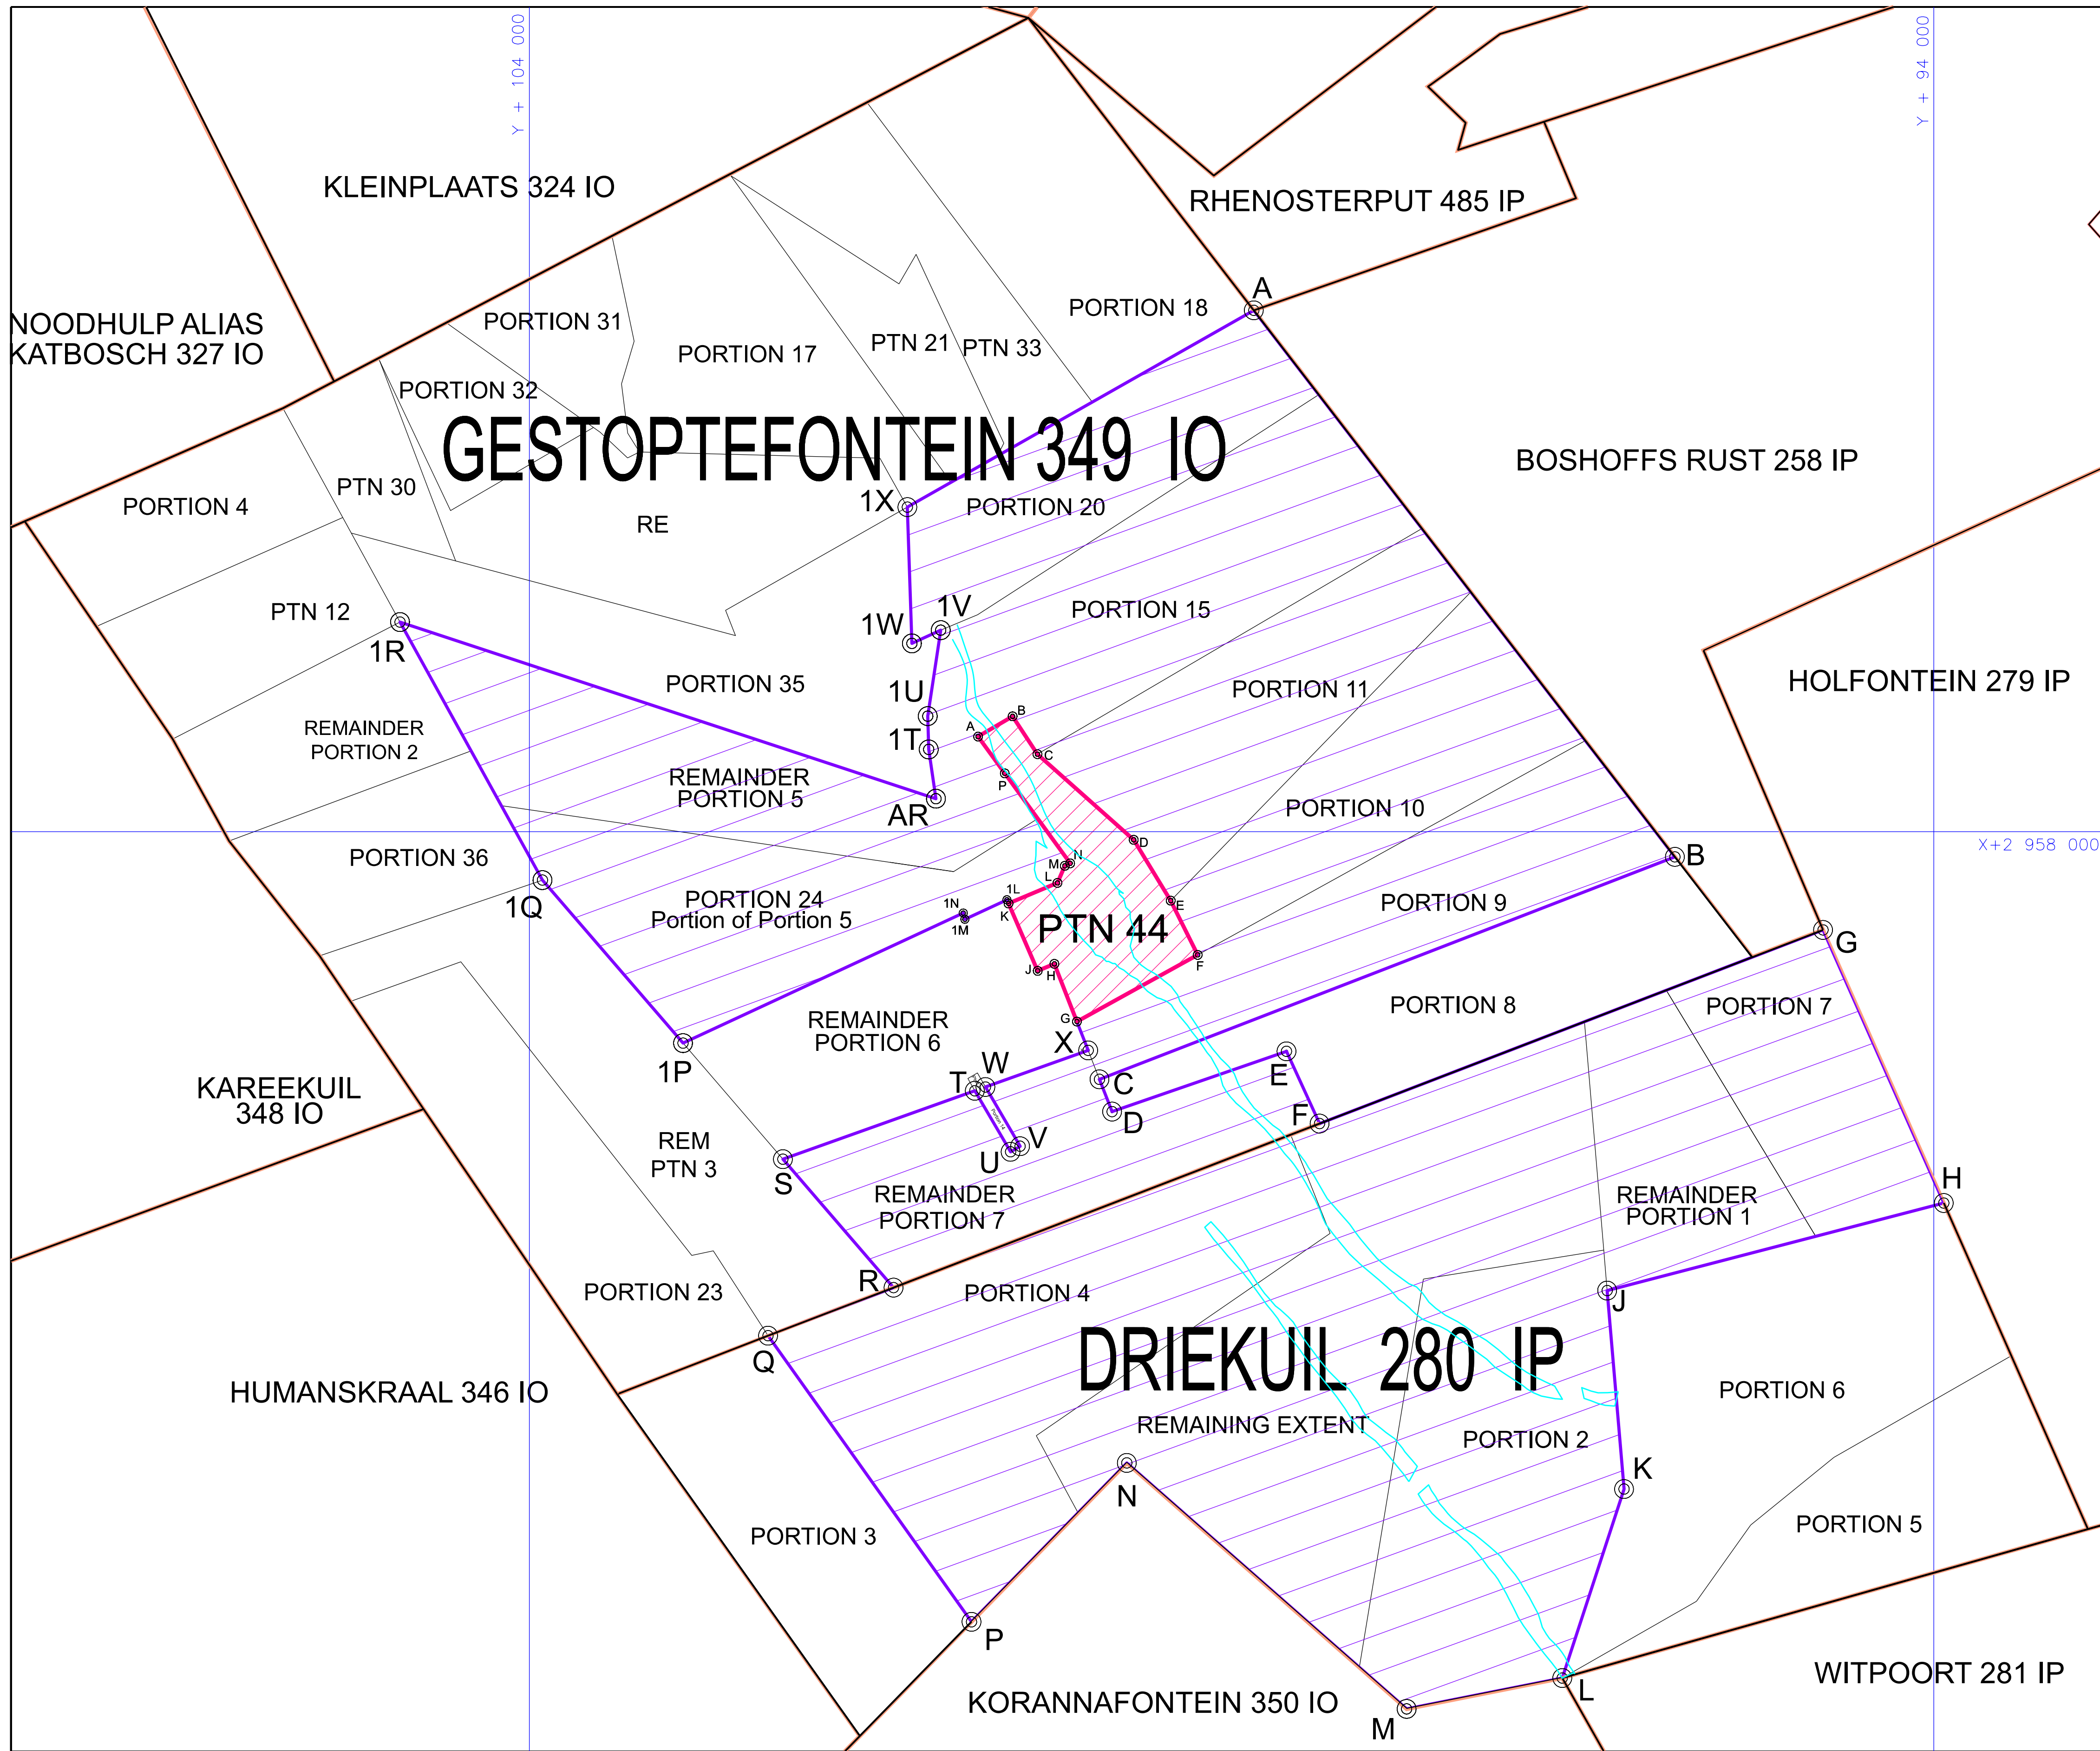 Y + 104 000
Y + 94 000
KLEINPLAATS 324 IO
RHENOSTERPUT 485 IP
A
NOODHULP ALIAS
KATBOSCH 327 IO
PORTION 31
PORTION 18
PORTION 17
PTN 21
PTN 33
PORTION 32
GESTOPTEFONTEIN 349 IO
BOSHOFFS RUST 258 IP
PORTION 4
PTN 30
1X
PORTION 20
RE
PTN 12
1R
1W
1V
PORTION 15
PORTION 35
1U
PORTION 11
HOLFONTEIN 279 IP
REMAINDER
PORTION 2
A
B
1T
C
P
REMAINDER
PORTION 5
AR
PORTION 10
D
X+2 958 000
PORTION 36
M
N
L
B
1Q
PORTION 24
Portion of Portion 5
1N
1M
1L
K
E
PORTION 9
PTN 44
G
J
H
F
PORTION 8
PORTION 7
REMAINDER
PORTION 6
G
X
1P
E
KAREEKUIL
348 IO
T
W
C
D
F
Portion 14
REM
PTN 3
S
U
V
REMAINDER
PORTION 7
REMAINDER
PORTION 1
H
R
PORTION 23
PORTION 4
J
Q
DRIEKUIL 280 IP
HUMANSKRAAL 346 IO
REMAINING EXTENT
PORTION 2
PORTION 6
K
N
PORTION 3
PORTION 5
P
KORANNAFONTEIN 350 IO
M
L
WITPOORT 281 IP